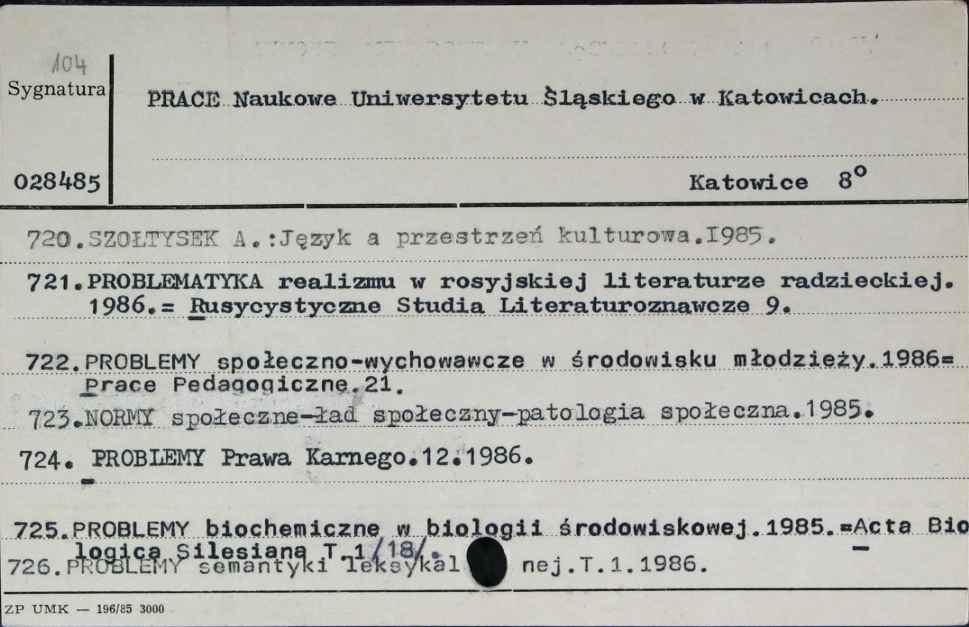 104
Sygnatura
PRACE Naukowe Uniwersytetu Śląskiego w Katowicach.
028485
Katowice 8°
720.SZOŁTYSEK A.:Język a przestrzeń kulturowa.I985.
721.PROBLEMATYKA realizmu w rosyjskiej literaturze radzieckiej.
1986.= Rusycystyczne Studia Literaturoznawcze 9.
722.PROBLEMY społeczno-wychowawcze w środowisku młodzieży.1986=
Prace Pedagogiczne.21.
723.NORMY społeczne-ład społeczny-patologia społeczna.1985.
724. PROBLEMY Prawa Karnego.12.1986.
725.PROBLEMY biochemiczne w biologii środowiskowej.1985.=Acta Bio
logica Silesiana T.1/18/.
726.PROBLEMY semantyki leksykal nej.T.1.1986.
ZP UMK — 196/85 3000